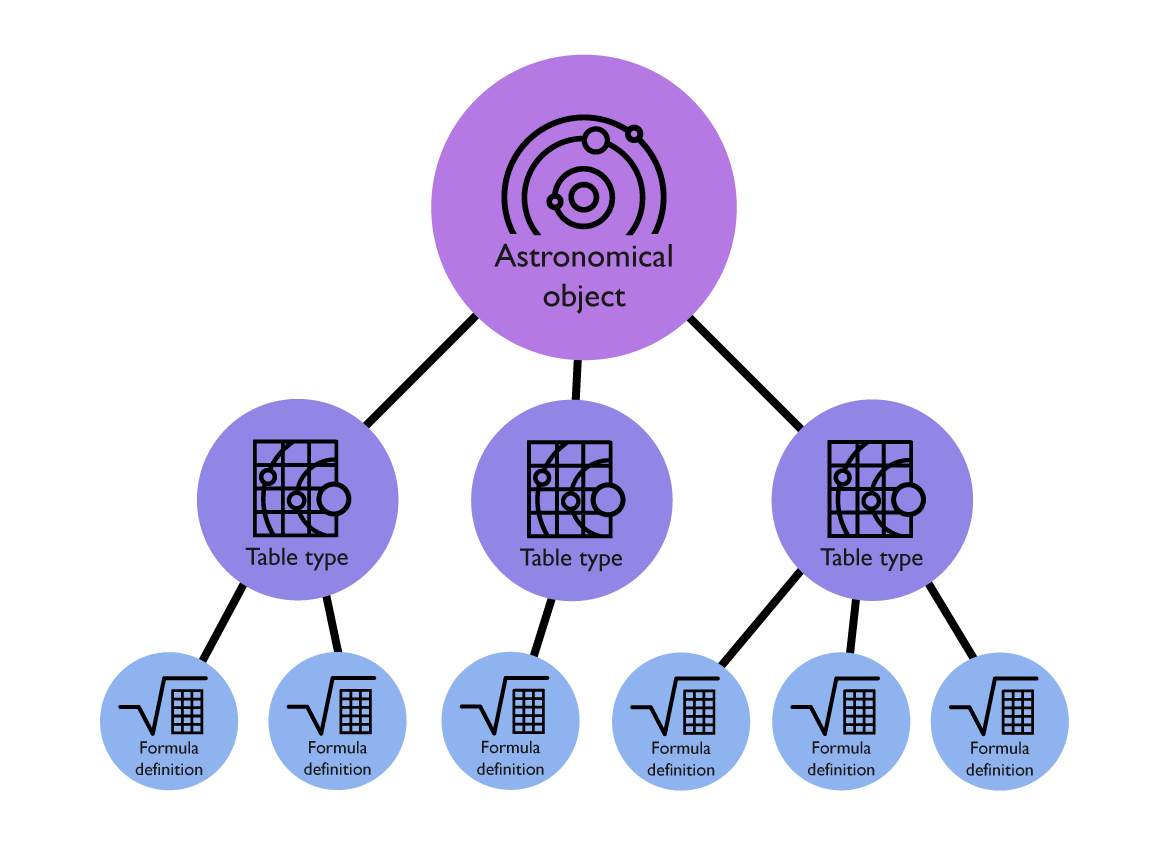 Astronomical
object
Table type
Table type
Table type
Formula
definition
Formula
definition
Formula
definition
Formula
definition
Formula
definition
Formula
definition